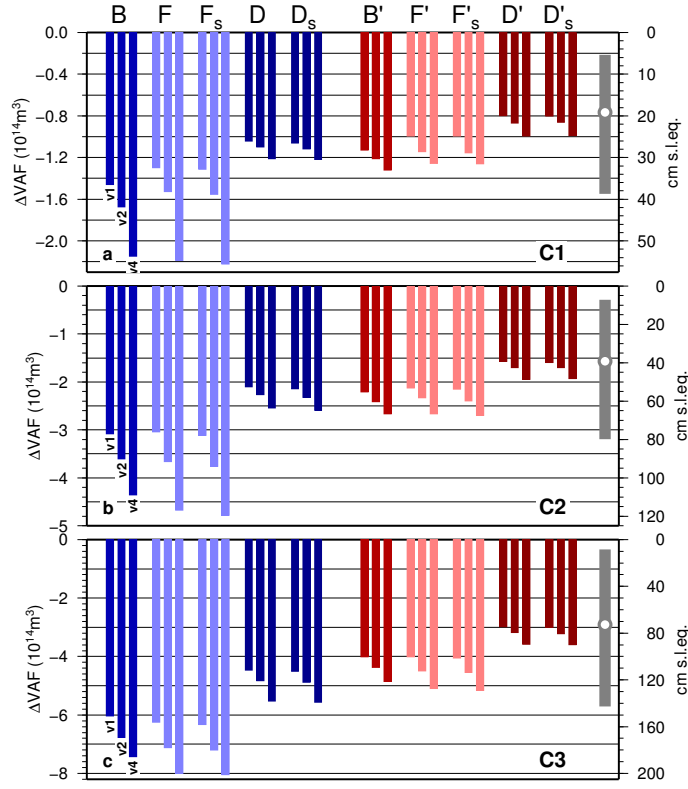 B F Fs D Ds B' F' F's D' D's
0.0
−0.4
−0.8
−1.2
−1.6
−2.0
ΔVAF (10¹⁴m³)
v1
v2
v4
a
C1
0
10
20
30
40
50
cm s.l.eq.
0
−1
−2
−3
−4
−5
ΔVAF (10¹⁴m³)
v1
v2
v4
b
C2
0
20
40
60
80
100
120
cm s.l.eq.
0
−2
−4
−6
−8
ΔVAF (10¹⁴m³)
v1
v2
v4
c
C3
0
40
80
120
160
200
cm s.l.eq.